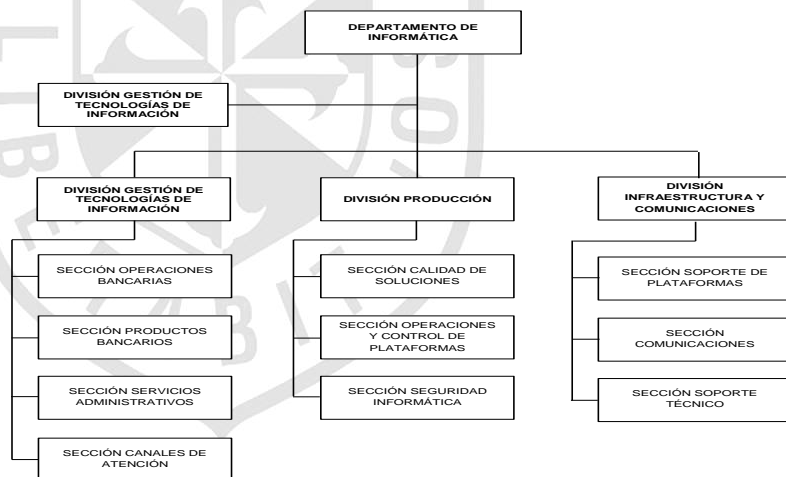 DEPARTAMENTO DE
INFORMÁTICA
DIVISIÓN GESTIÓN DE
TECNOLOGÍAS DE
INFORMACIÓN
DIVISIÓN GESTIÓN DE
TECNOLOGÍAS DE
INFORMACIÓN
SECCIÓN OPERACIONES
BANCARIAS
SECCIÓN PRODUCTOS
BANCARIOS
SECCIÓN SERVICIOS
ADMINISTRATIVOS
SECCIÓN CANALES DE
ATENCIÓN
DIVISIÓN PRODUCCIÓN
SECCIÓN CALIDAD DE
SOLUCIONES
SECCIÓN OPERACIONES
Y CONTROL DE
PLATAFORMAS
SECCIÓN SEGURIDAD
INFORMÁTICA
DIVISIÓN
INFRAESTRUCTURA Y
COMUNICACIONES
SECCIÓN SOPORTE DE
PLATAFORMAS
SECCIÓN
COMUNICACIONES
SECCIÓN SOPORTE
TÉCNICO